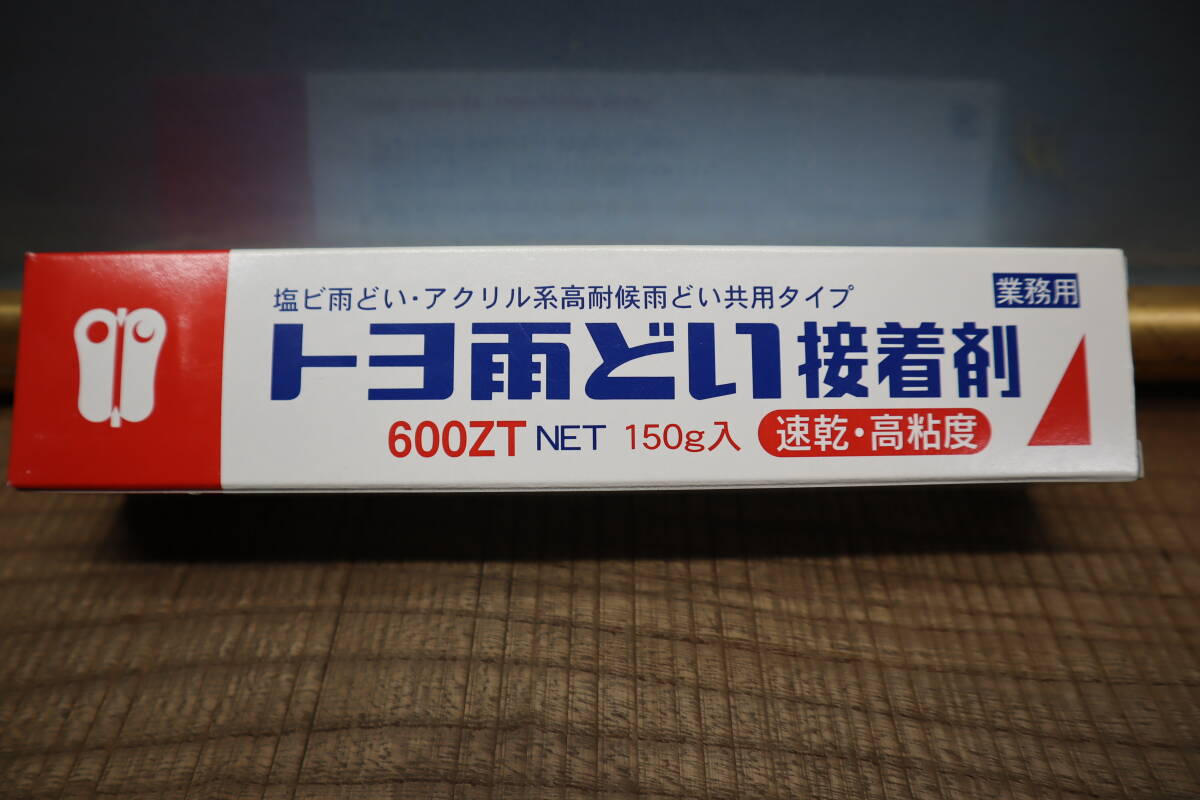 塩ビ雨どい・アクリル系高耐候雨どい共用タイプ
業務用
トヨ雨どい接着剤
600ZT NET 150g入 速乾・高粘度